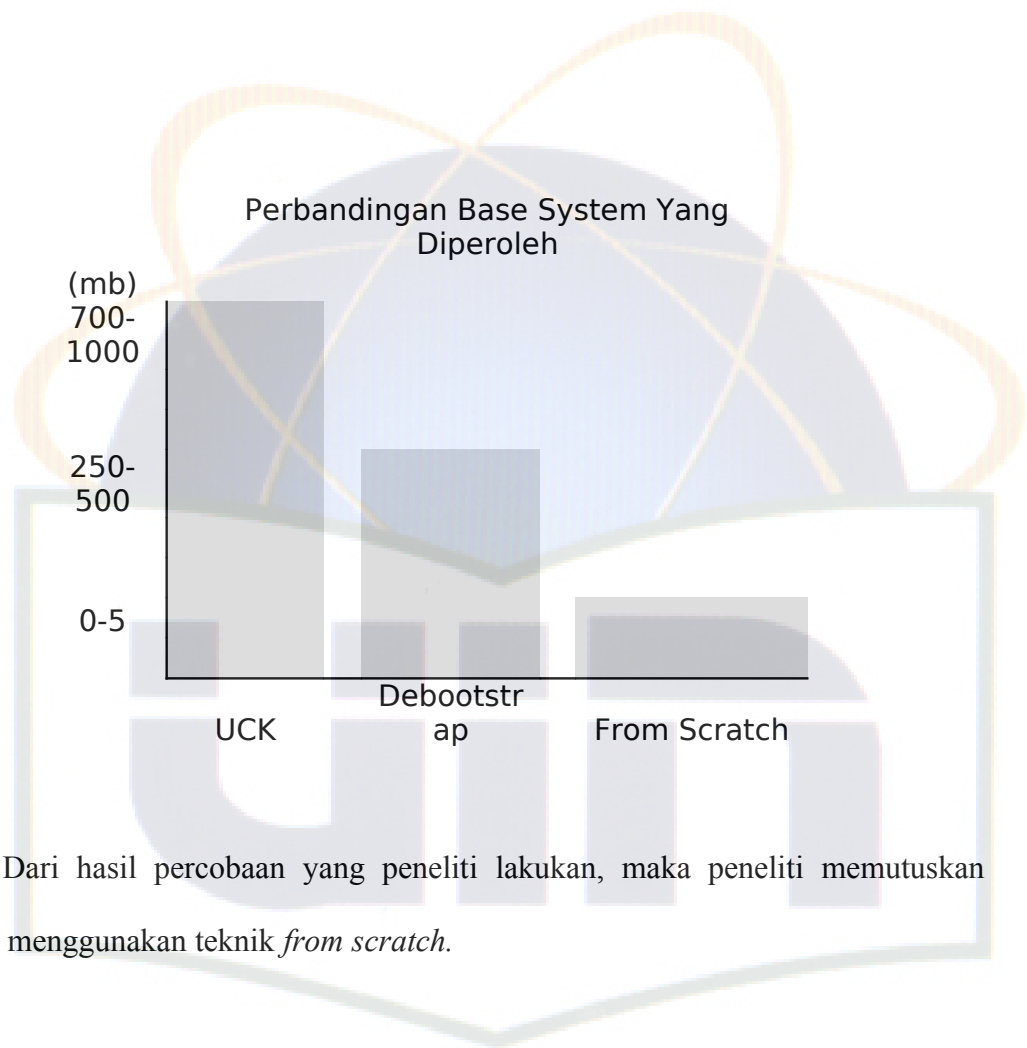 Perbandingan Base System Yang
Diperoleh
(mb)
700-
1000
250-
500
0-5
UCK
Debootstr
ap
From Scratch
uin
Dari hasil percobaan yang peneliti lakukan, maka peneliti memutuskan
menggunakan teknik from scratch.